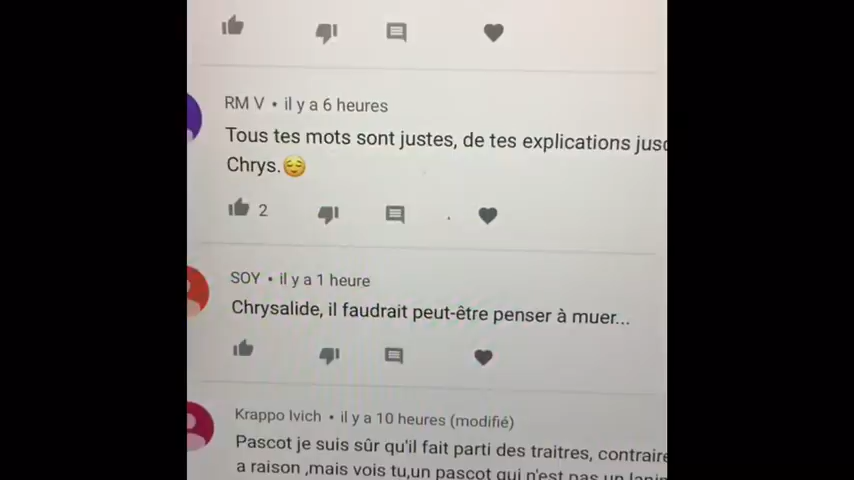 RM V • il y a 6 heures
Tous tes mots sont justes, de tes explications
Chrys.😌
2
SOY • il y a 1 heure
Chrysalide, il faudrait peut-être penser à muer...
Krappo Ivich • il y a 10 heures (modifié)
Pascot je suis sûr qu'il fait parti des traitres, contraire
a raison ,mais vois tu,un pascot qui n'est pas un